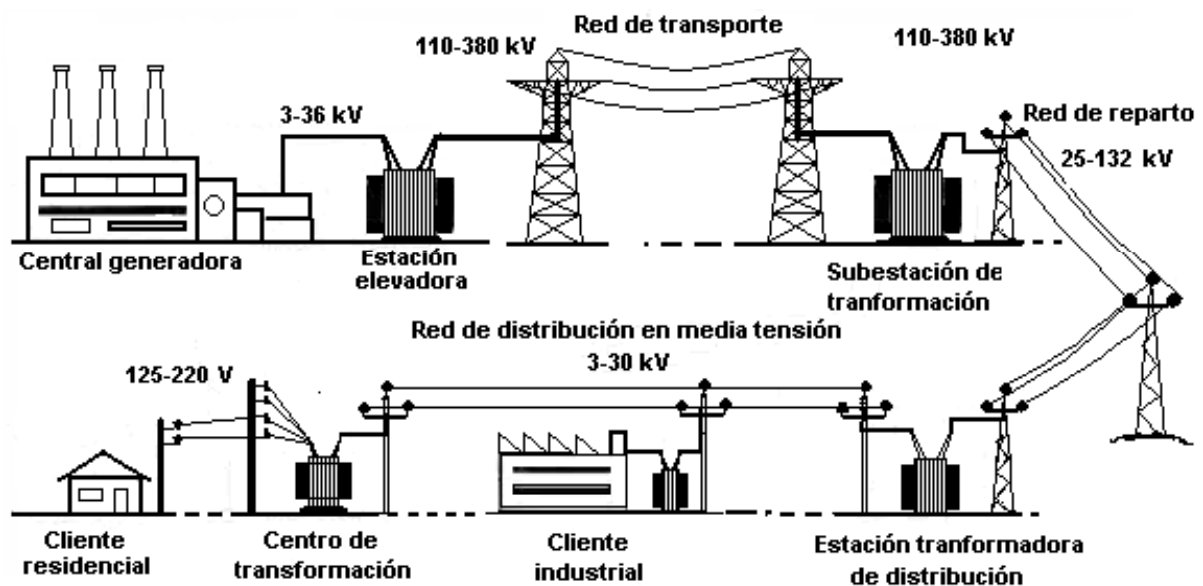 Red de transporte
110-380 kV
110-380 kV
3-36 kV
Red de reparto
25-132 kV
Central generadora
Estación
elevadora
Subestación de
tranformación
Red de distribución en media tensión
3-30 kV
125-220 V
Cliente
residencial
Centro de
transformación
Cliente
industrial
Estación tranformadora
de distribución